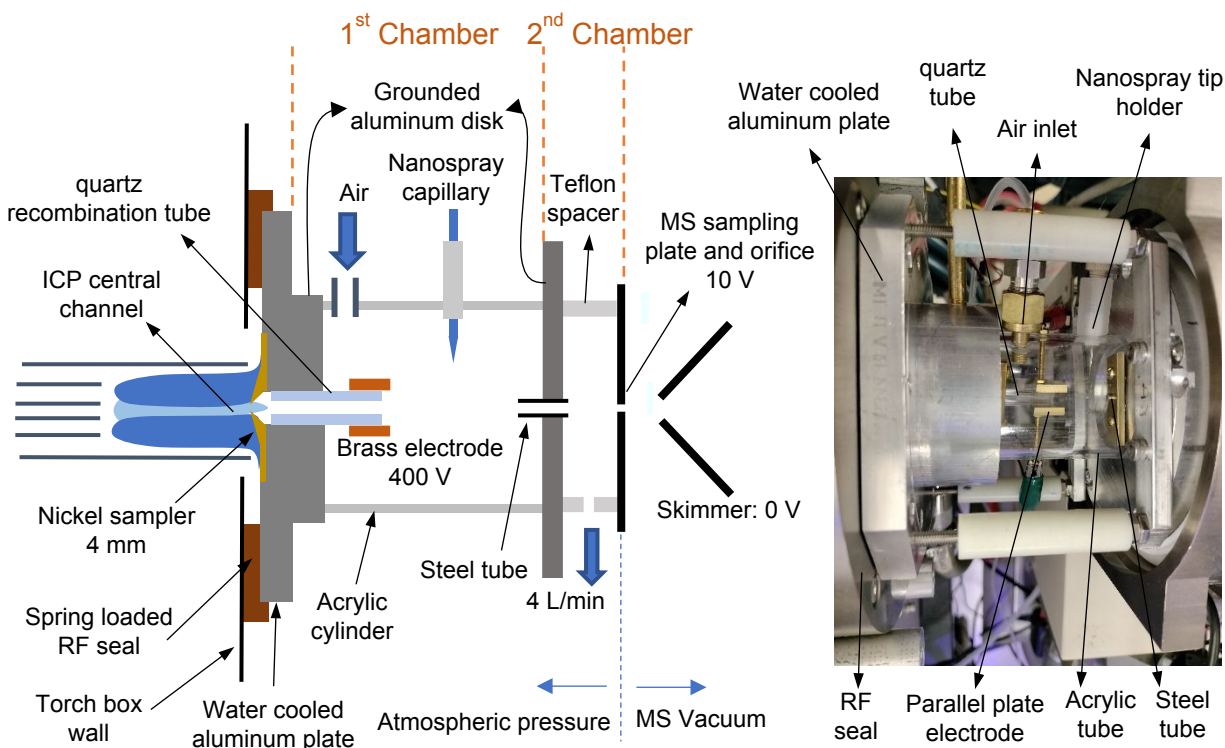 1st Chamber
2nd Chamber
Grounded
aluminum disk
Nanospray
capillary
Air
Teflon
spacer
quartz
recombination tube
ICP central
channel
MS sampling
plate and orifice
10 V
Brass electrode
400 V
Nickel sampler
4 mm
Skimmer: 0 V
Steel tube
4 L/min
Spring loaded
RF seal
Acrylic
cylinder
Torch box
wall
Water cooled
aluminum plate
Atmospheric pressure
MS Vacuum
Water cooled
aluminum plate
quartz
tube
Air inlet
Nanospray tip
holder
RF
seal
Parallel plate
electrode
Acrylic
tube
Steel
tube